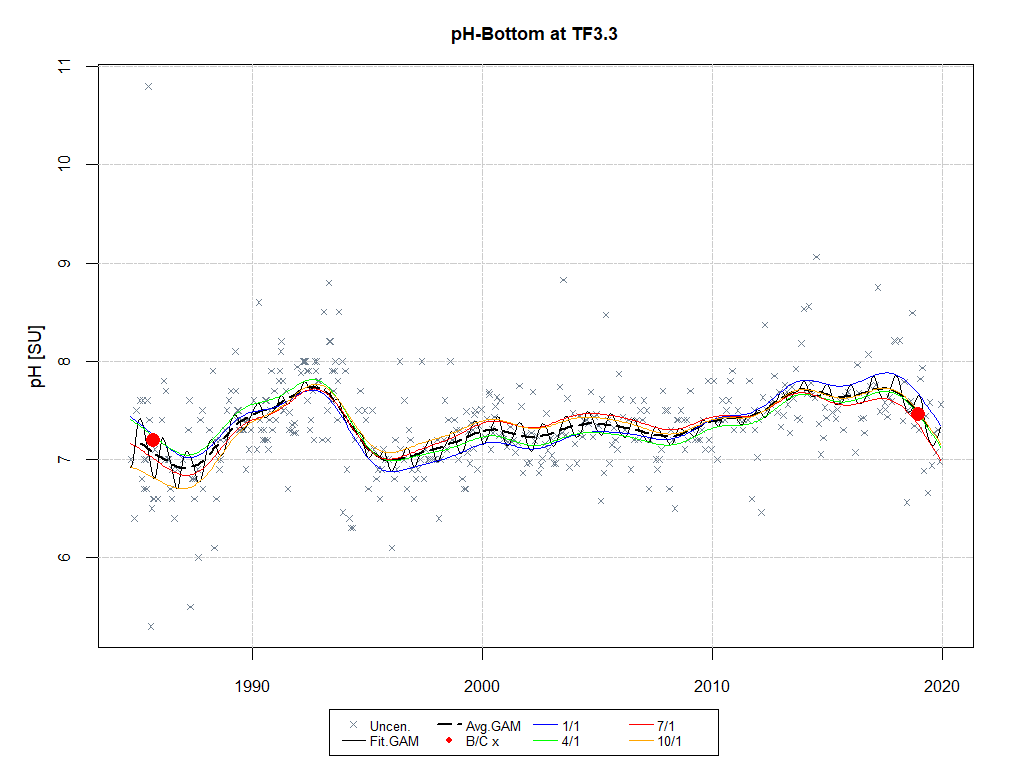 pH-Bottom at TF3.3
pH [SU]
11
10
9
8
7
6
1990 2000 2010 2020
Uncen. Avg.GAM 1/1 7/1
Fit.GAM B/C x 4/1 10/1